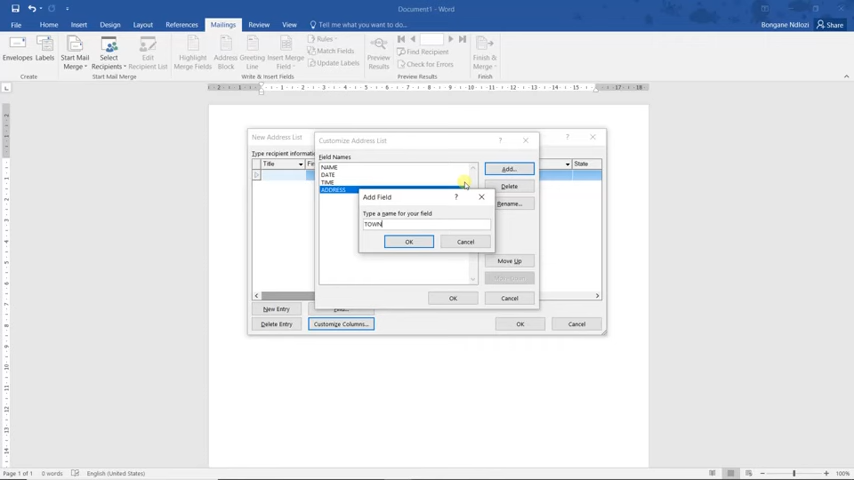 Document1 - Word
Bongane Ndlozi
Share
File Home Insert Design Layout References Mailings Review View Tell me what you want to do
Envelopes Labels
Create
Start Mail Merge
Select Recipients
Edit Recipient List
Start Mail Merge
Highlight Merge Fields
Address Block
Greeting Line
Insert Merge Field
Rules
Match Fields
Update Labels
Write & Insert Fields
Preview Results
Find Recipient
Check for Errors
Preview Results
Finish & Merge
Finish
New Address List
Type recipient informati
Title
State
Customize Address List
Field Names
NAME
DATE
TIME
ADDRESS
Add...
Delete
Rename...
Move Up
OK
Cancel
Add Field
Type a name for your field
TOWN
OK
Cancel
New Entry
Delete Entry
Customize Columns...
OK
Cancel
Page 1 of 1 0 words English (United States)
100%